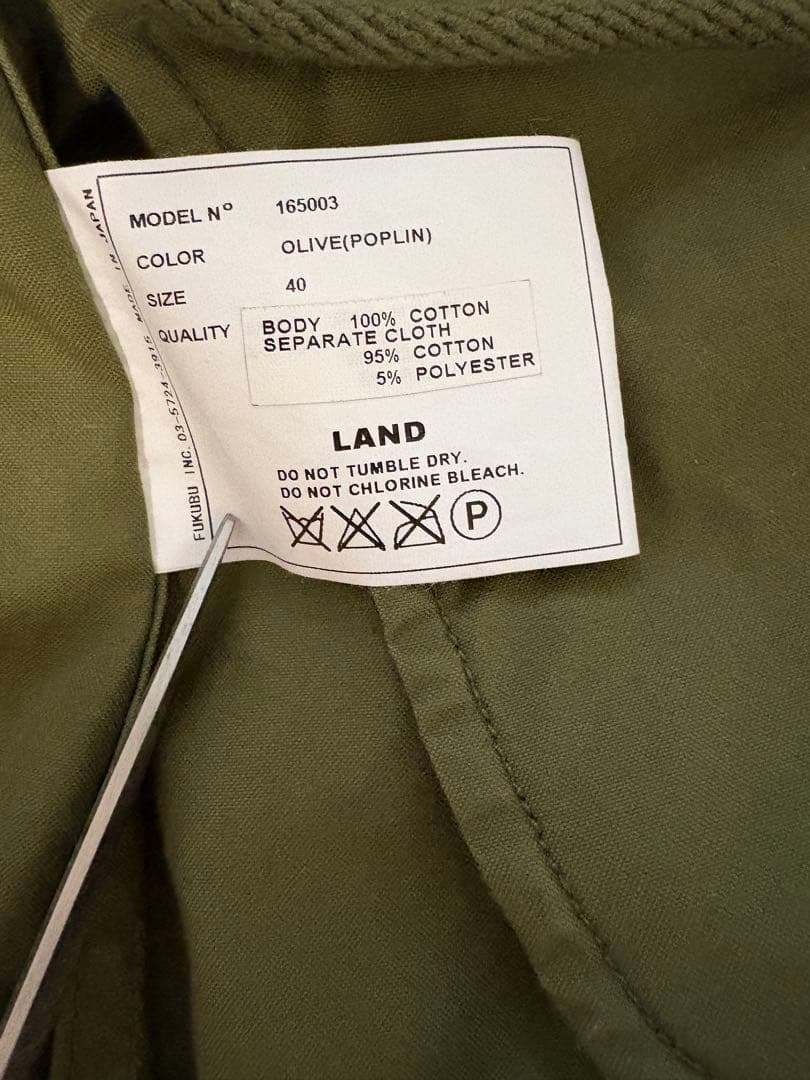 MODEL Nº 165003
COLOR OLIVE(POPLIN)
SIZE 40
QUALITY BODY 100% COTTON
SEPARATE CLOTH
95% COTTON
5% POLYESTER
LAND
DO NOT TUMBLE DRY.
DO NOT CHLORINE BLEACH.
P
FUKUBU INC. 03-5724-3915 MADE IN JAPAN